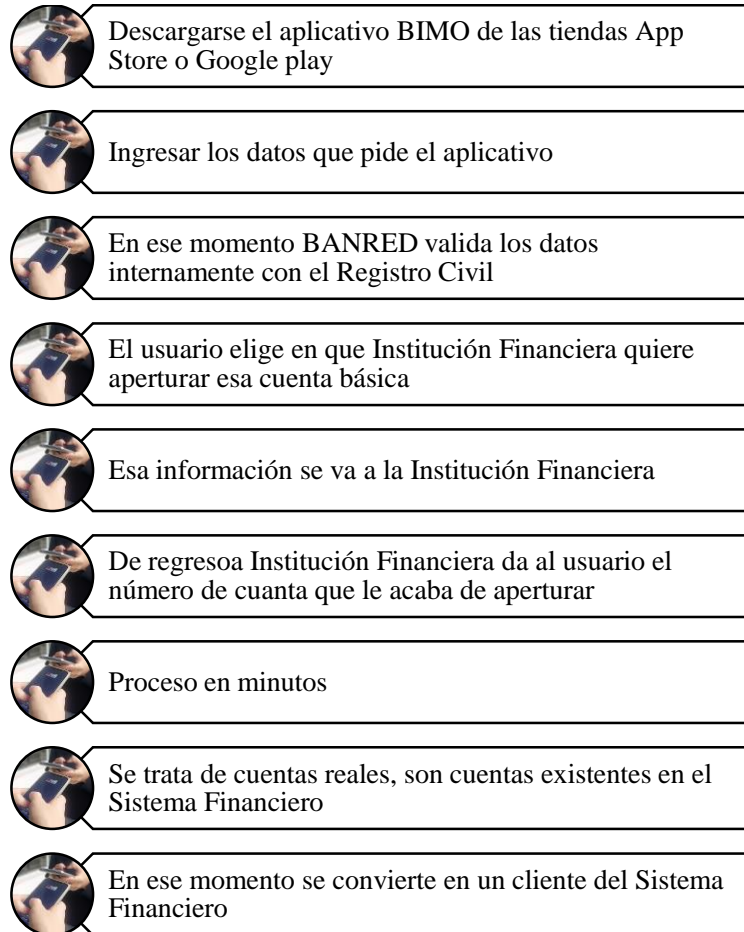 Descargarse el aplicativo BIMO de las tiendas App
Store o Google play
Ingresar los datos que pide el aplicativo
En ese momento BANRED valida los datos
internamente con el Registro Civil
El usuario elige en que Institución Financiera quiere
aperturar esa cuenta básica
Esa información se va a la Institución Financiera
De regresoa Institución Financiera da al usuario el
número de cuanta que le acaba de aperturar
Proceso en minutos
Se trata de cuentas reales, son cuentas existentes en el
Sistema Financiero
En ese momento se convierte en un cliente del Sistema
Financiero